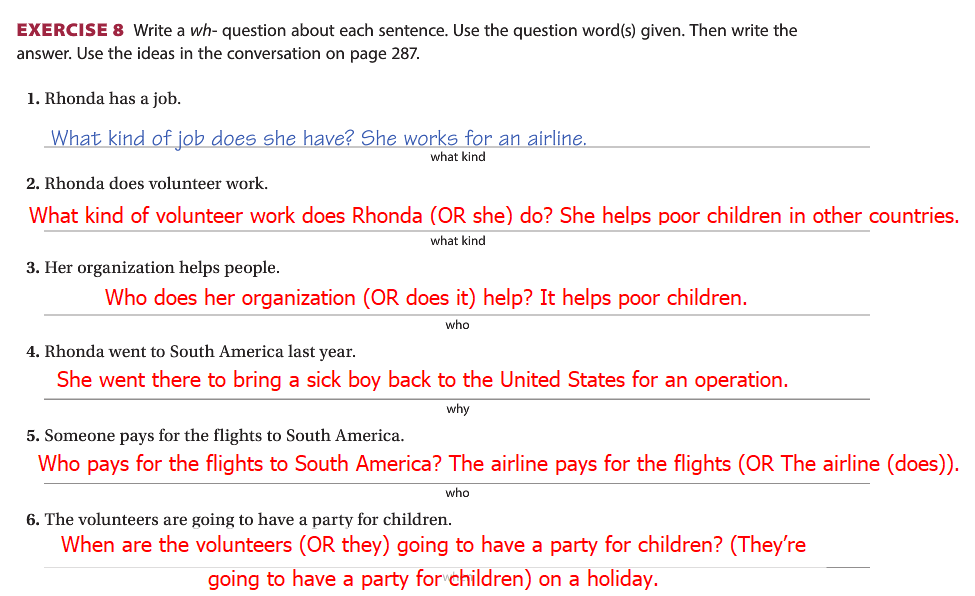 EXERCISE 8 Write a wh- question about each sentence. Use the question word(s) given. Then write the
answer. Use the ideas in the conversation on page 287.
1. Rhonda has a job.
What kind of job does she have? She works for an airline.
what kind
2. Rhonda does volunteer work.
What kind of volunteer work does Rhonda (OR she) do? She helps poor children in other countries.
what kind
3. Her organization helps people.
Who does her organization (OR does it) help? It helps poor children.
who
4. Rhonda went to South America last year.
She went there to bring a sick boy back to the United States for an operation.
why
5. Someone pays for the flights to South America.
Who pays for the flights to South America? The airline pays for the flights (OR The airline (does)).
who
6. The volunteers are going to have a party for children.
When are the volunteers (OR they) going to have a party for children? (They’re
going to have a party for children) on a holiday.